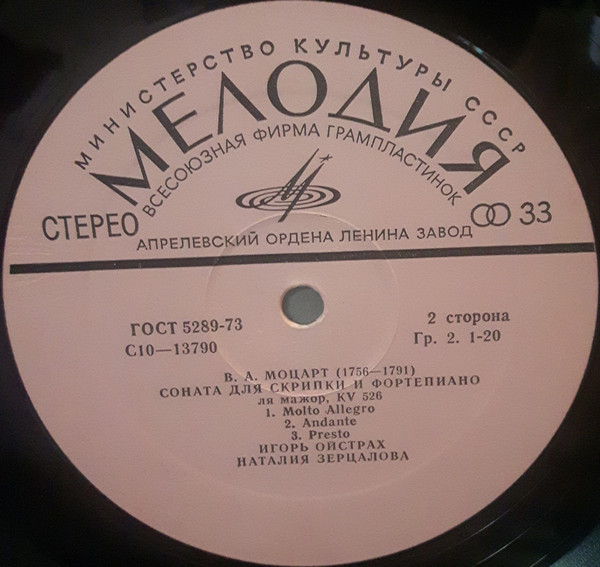 МИНИСТЕРСТВО КУЛЬТУРЫ СССР
МЕЛОДИЯ
ВСЕСОЮЗНАЯ ФИРМА ГРАМПЛАСТИНОК
СТЕРЕО
33
АПРЕЛЕВСКИЙ ОРДЕНА ЛЕНИНА ЗАВОД
ГОСТ 5289-73
2 сторона
С10—13790
Гр. 2. 1-20
В. А. МОЦАРТ (1756—1791)
СОНАТА ДЛЯ СКРИПКИ И ФОРТЕПИАНО
ля мажор, KV 526
1. Molto Allegro
2. Andante
3. Presto
ИГОРЬ ОЙСТРАХ
НАТАЛИЯ ЗЕРЦАЛОВА